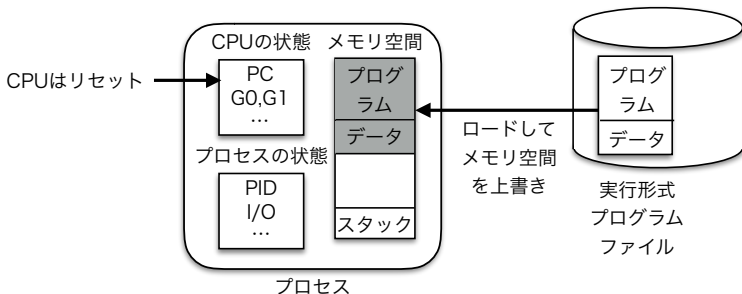 CPUの状態
メモリ空間
CPUはリセット
PC
G0,G1
…
プログ
ラム
データ
スタック
プロセスの状態
PID
I/O
…
プロセス
ロードして
メモリ空間
を上書き
プログ
ラム
データ
実行形式
プログラム
ファイル